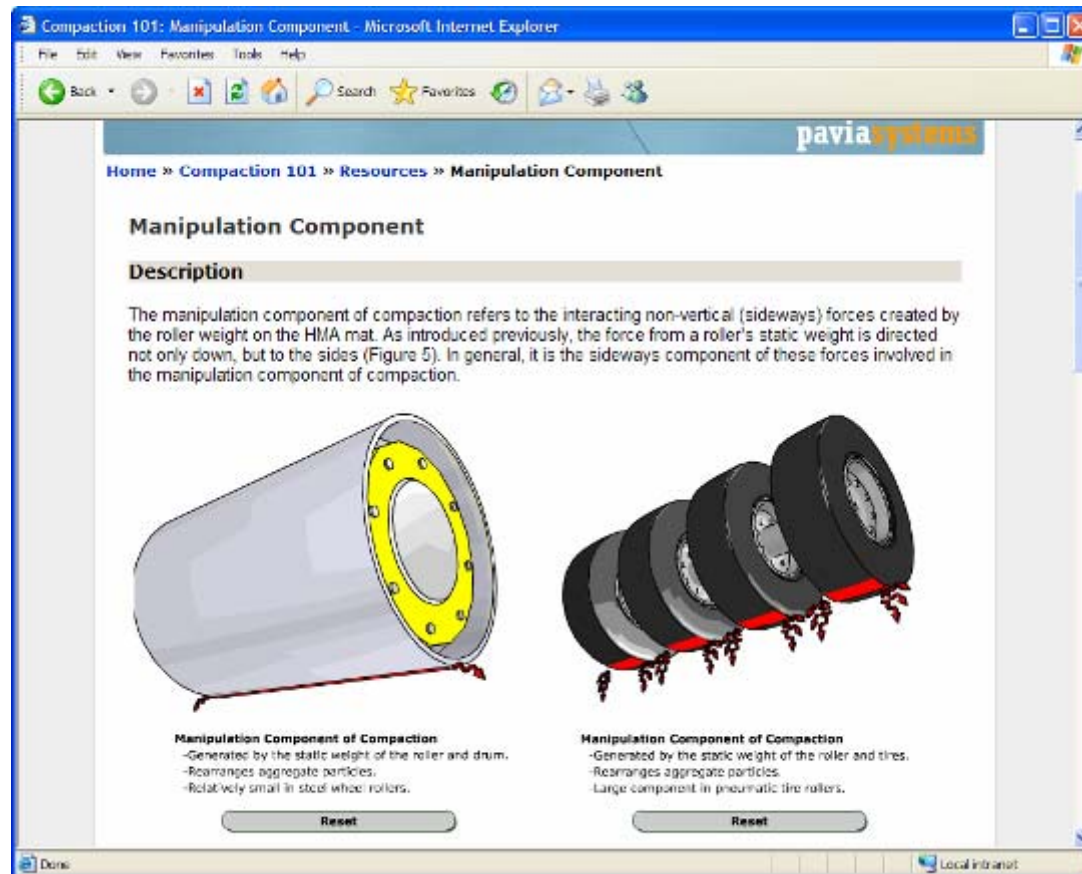 Compaction 101: Manipulation Component - Microsoft Internet Explorer
File Edit View Favorites Tools Help
Back Search Favorites
paviasystems
Home » Compaction 101 » Resources » Manipulation Component
Manipulation Component
Description
The manipulation component of compaction refers to the interacting non-vertical (sideways) forces created by
the roller weight on the HMA mat. As introduced previously, the force from a roller's static weight is directed
not only down, but to the sides (Figure 5). In general, it is the sideways component of these forces involved in
the manipulation component of compaction.
Manipulation Component of Compaction
-Generated by the static weight of the roller and drum.
-Rearranges aggregate particles.
-Relatively small in steel wheel rollers.
Reset
Manipulation Component of Compaction
-Generated by the static weight of the roller and tires.
-Rearranges aggregate particles.
-Large component in pneumatic tire rollers.
Reset
Done
Local intranet